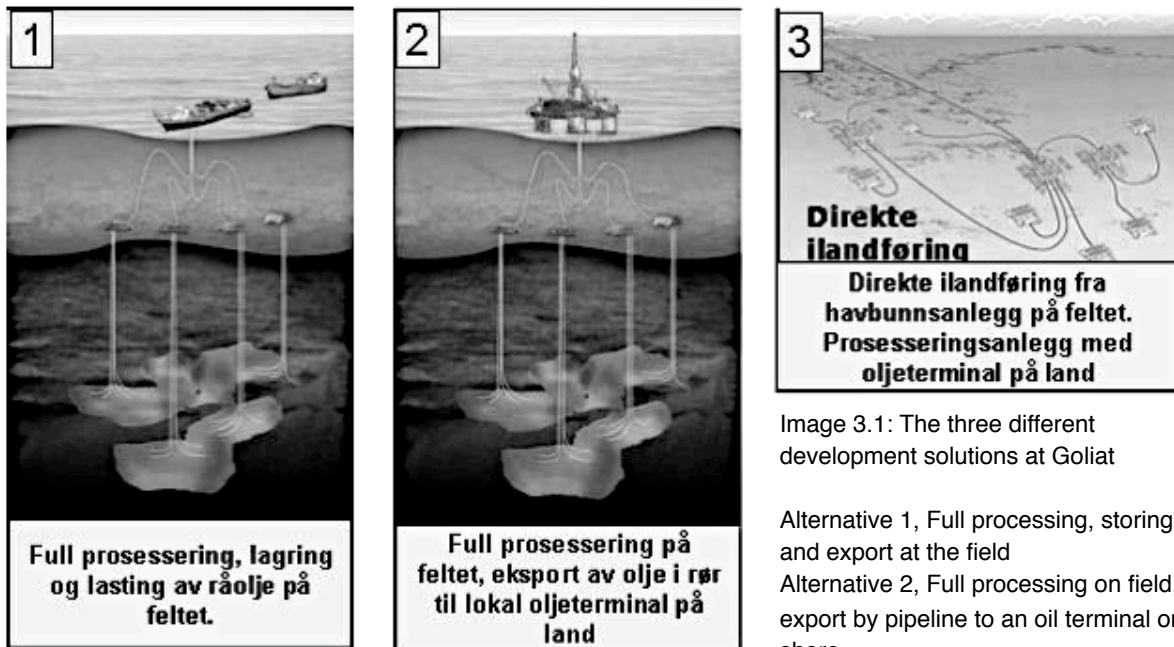 1
Full prosessering, lagring
og lasting av råolje på
feltet.
2
Full prosessering på
feltet, eksport av olje i rør
til lokal oljeterminal på
land
3
Direkte
ilandføring
Direkte ilandføring fra
havbunnsanlegg på feltet.
Prosesseringsanlegg med
oljeterminal på land
Image 3.1: The three different
development solutions at Goliat
Alternative 1, Full processing, storing
and export at the field
Alternative 2, Full processing on field
export by pipeline to an oil terminal